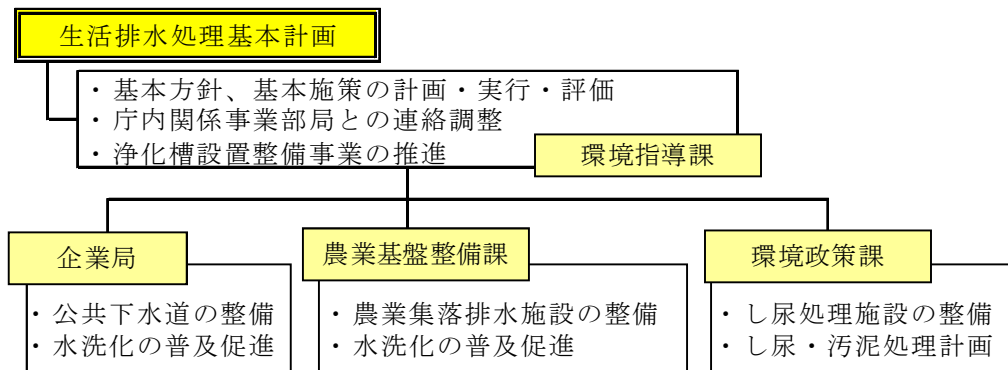 生活排水処理基本計画
・基本方針、基本施策の計画・実行・評価
・庁内関係事業部局との連絡調整
・浄化槽設置整備事業の推進
環境指導課
企業局
・公共下水道の整備
・水洗化の普及促進
農業基盤整備課
・農業集落排水施設の整備
・水洗化の普及促進
環境政策課
・し尿処理施設の整備
・し尿・汚泥処理計画